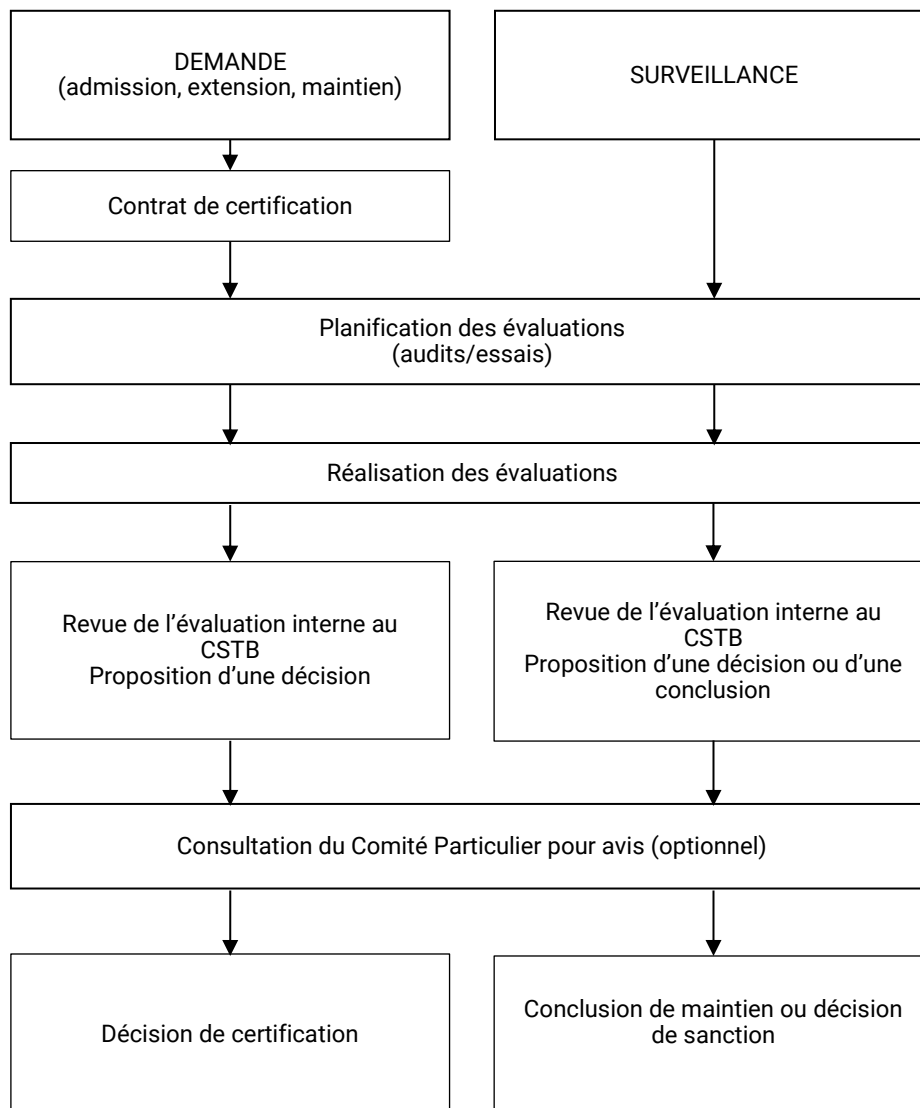 DEMANDE
(admission, extension, maintien)
SURVEILLANCE
Contrat de certification
Planification des évaluations
(audits/essais)
Réalisation des évaluations
Revue de l’évaluation interne au
CSTB
Proposition d’une décision
Revue de l’évaluation interne au
CSTB
Proposition d’une décision ou d’une
conclusion
Consultation du Comité Particulier pour avis (optionnel)
Décision de certification
Conclusion de maintien ou décision
de sanction